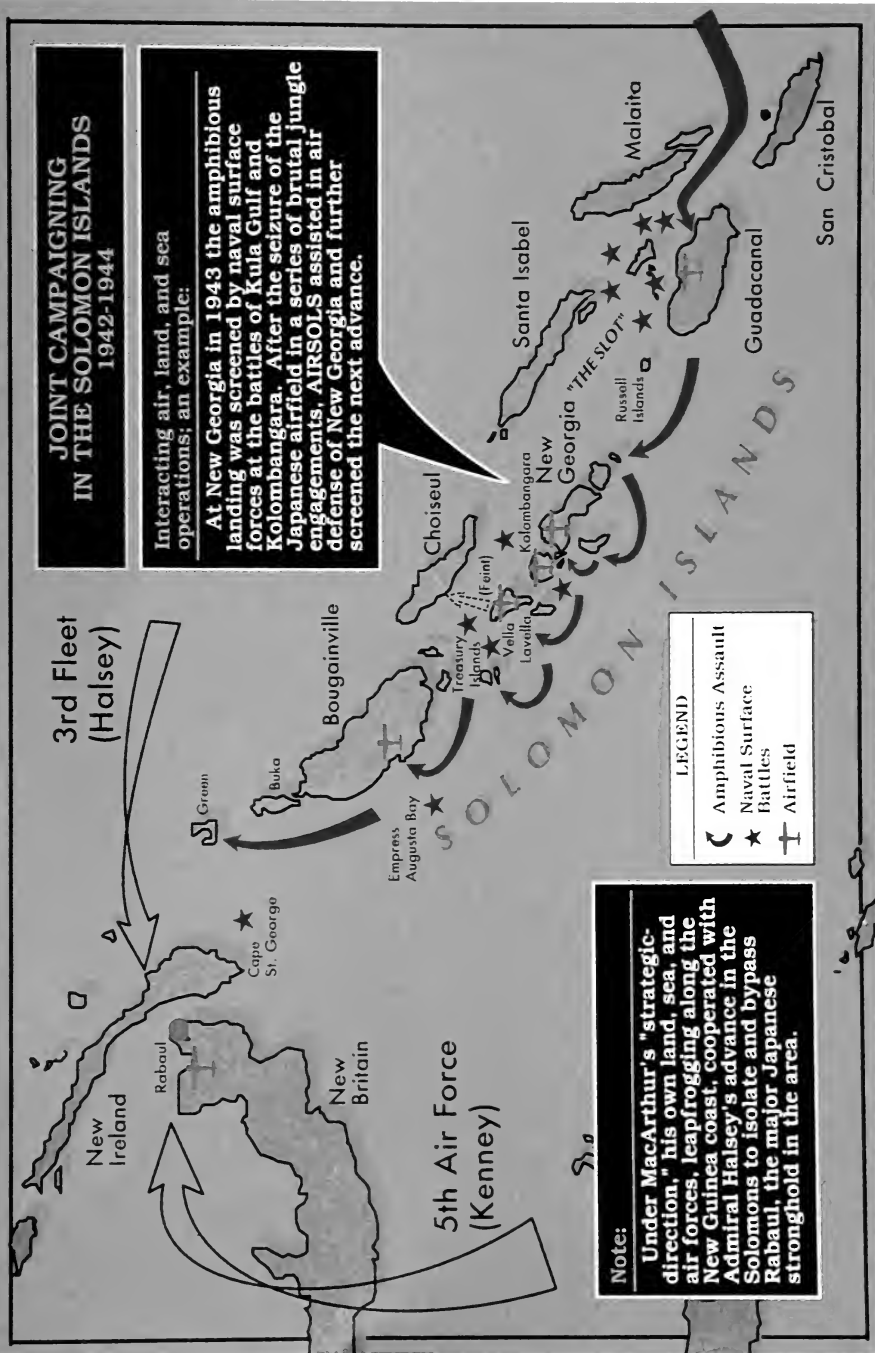 JOINT CAMPAIGNING
IN THE SOLOMON ISLANDS
1942-1944
Interacting air, land, and sea
operations; an example:
At New Georgia in 1943 the amphibious
landing was screened by naval surface
forces at the battles of Kula Gulf and
Kolombangara. After the seizure of the
Japanese airfield in a series of brutal jungle
engagements, AIRSOLS assisted in air
defense of New Georgia and further
screened the next advance.
3rd Fleet
(Halsey)
New
Ireland
Rabaul
New
Britain
Cape
St. George
5th Air Force
(Kenney)
Green
Buka
Bougainville
Empress
Augusta Bay
Treasury
Islands
Choiseul
(Feint)
Vella
Lavella
Kolombangara
New
Georgia
"THE SLOT"
Russell
Islands
Santa Isabel
Malaita
Guadacanal
San Cristobal
SOLOMON ISLANDS
LEGEND
Amphibious Assault
Naval Surface
Battles
Airfield
Note:
Under MacArthur's "strategic-
direction," his own land, sea, and
air forces, leapfrogging along the
New Guinea coast, cooperated with
Admiral Halsey's advance in the
Solomons to isolate and bypass
Rabaul, the major Japanese
stronghold in the area.